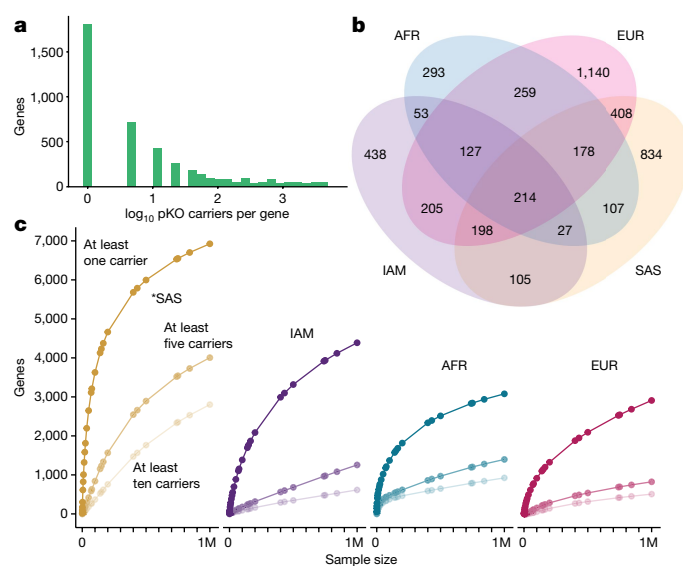 a
1,500
1,000
500
0
Genes
0 1 2 3
log10 pKO carriers per gene
b
AFR
EUR
IAM
SAS
293
1,140
259
53
408
438
127
178
834
214
205
107
198
27
105
c
7,000
6,000
5,000
4,000
3,000
2,000
1,000
0
Genes
At least
one carrier
*SAS
At least
five carriers
At least
ten carriers
IAM
AFR
EUR
0 1M 0 1M 0 1M 0 1M
Sample size